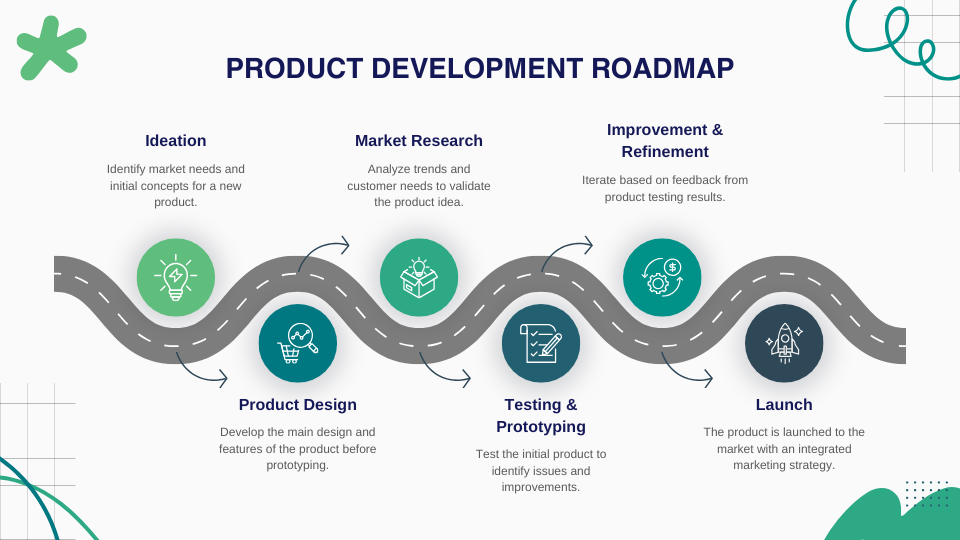 PRODUCT DEVELOPMENT ROADMAP
Ideation
Identify market needs and
initial concepts for a new
product.
Product Design
Develop the main design and
features of the product before
prototyping.
Market Research
Analyze trends and
customer needs to validate
the product idea.
Testing &
Prototyping
Test the initial product to
identify issues and
improvements.
Improvement &
Refinement
Iterate based on feedback from
product testing results.
$
Launch
The product is launched to the
market with an integrated
marketing strategy.